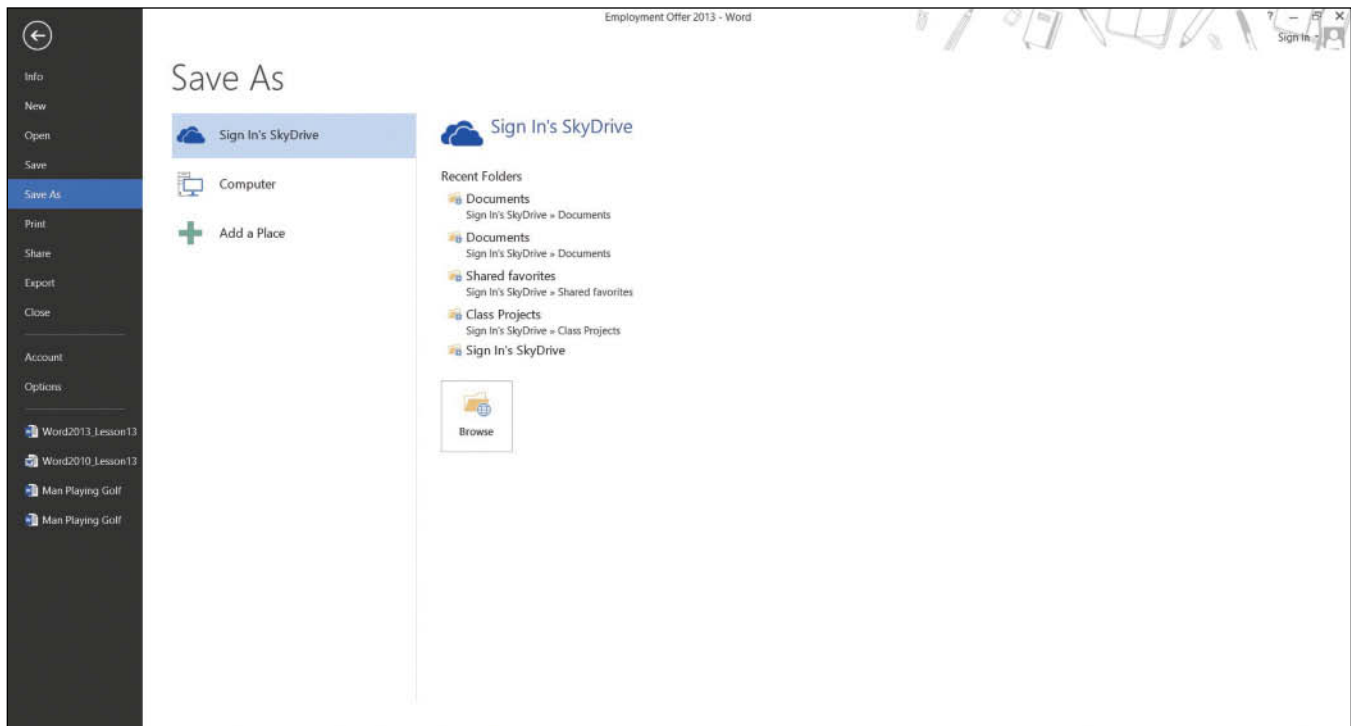 Employment Offer 2013 - Word
?
Sign In
Info
New
Open
Save
Save As
Print
Share
Export
Close
Account
Options
Word2013_Lesson13
Word2010_Lesson13
Man Playing Golf
Man Playing Golf
Save As
Sign In's SkyDrive
Computer
Add a Place
Sign In's SkyDrive
Recent Folders
Documents
Sign In's SkyDrive » Documents
Documents
Sign In's SkyDrive » Documents
Shared favorites
Sign In's SkyDrive » Shared favorites
Class Projects
Sign In's SkyDrive » Class Projects
Sign In's SkyDrive
Browse